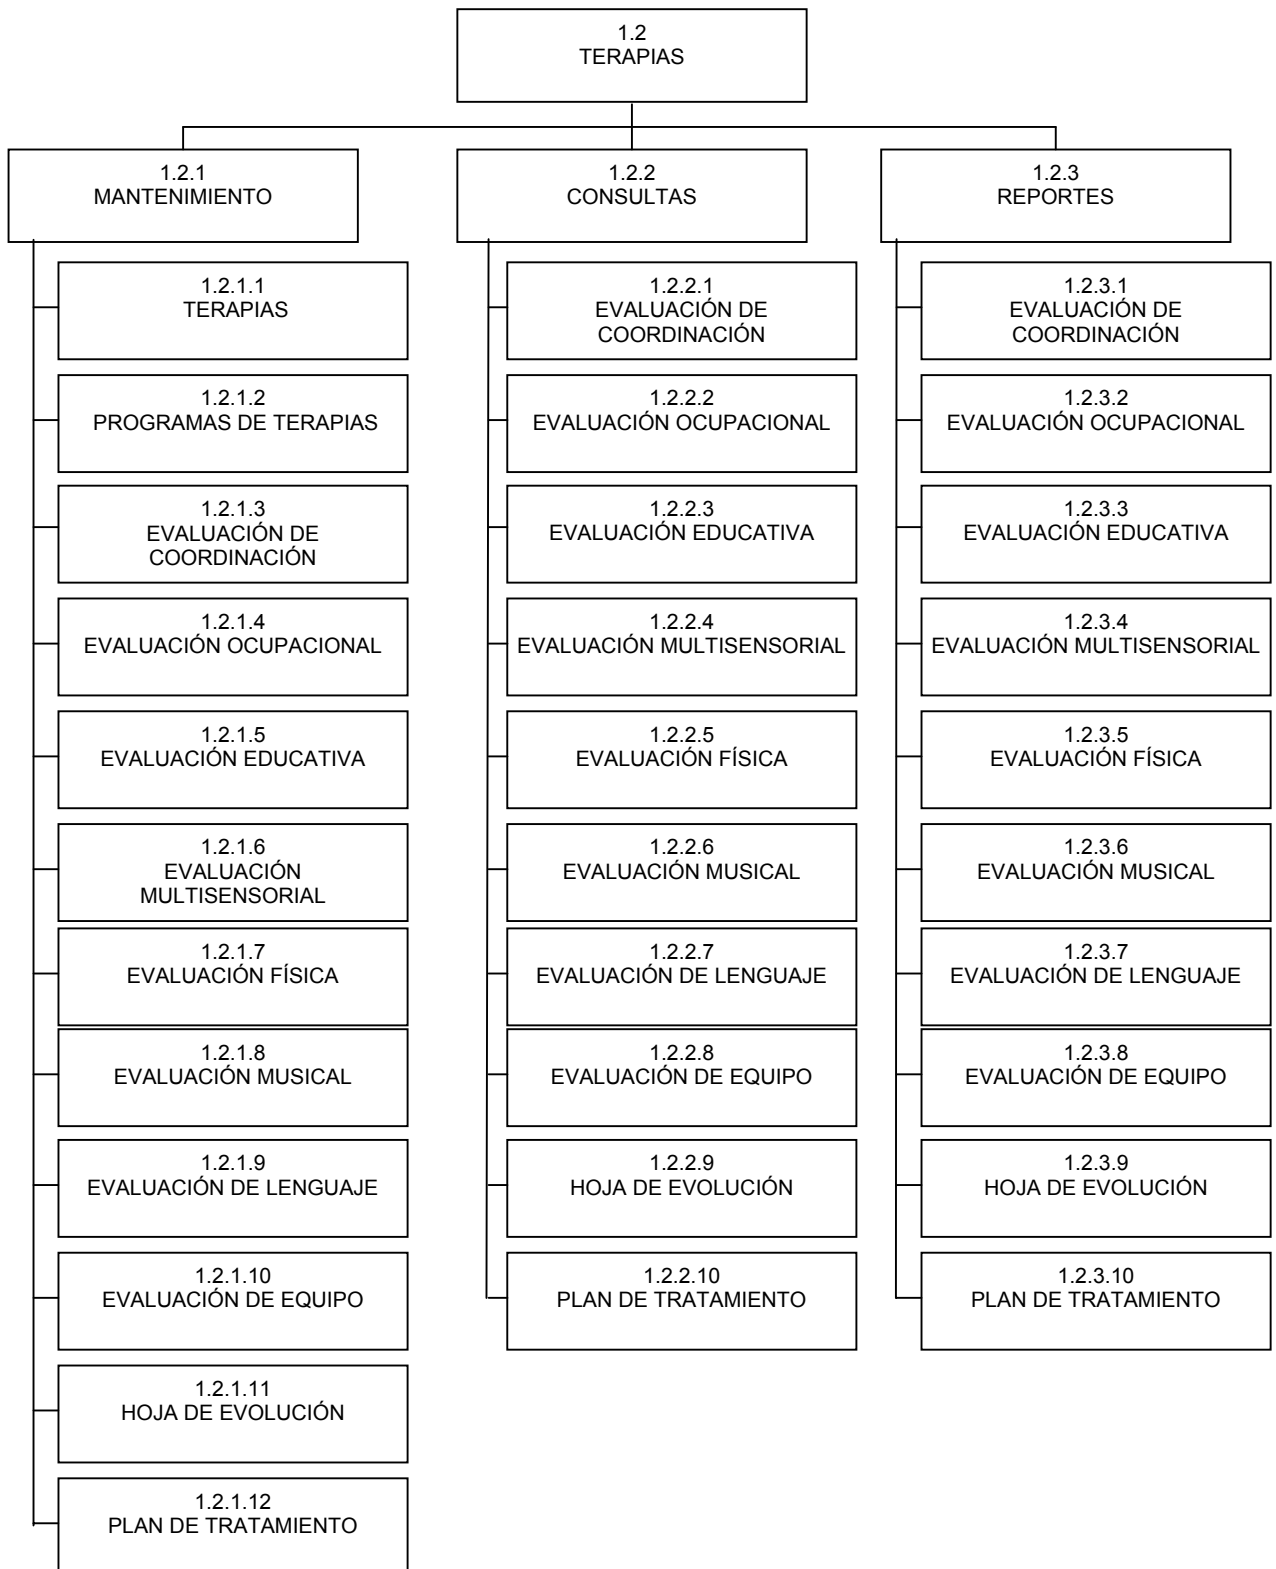 1.2
TERAPIAS
1.2.1
MANTENIMIENTO
1.2.1.1
TERAPIAS
1.2.1.2
PROGRAMAS DE TERAPIAS
1.2.1.3
EVALUACIÓN DE
COORDINACIÓN
1.2.1.4
EVALUACIÓN OCUPACIONAL
1.2.1.5
EVALUACIÓN EDUCATIVA
1.2.1.6
EVALUACIÓN
MULTISENSORIAL
1.2.1.7
EVALUACIÓN FÍSICA
1.2.1.8
EVALUACIÓN MUSICAL
1.2.1.9
EVALUACIÓN DE LENGUAJE
1.2.1.10
EVALUACIÓN DE EQUIPO
1.2.1.11
HOJA DE EVOLUCIÓN
1.2.1.12
PLAN DE TRATAMIENTO
1.2.2
CONSULTAS
1.2.2.1
EVALUACIÓN DE
COORDINACIÓN
1.2.2.2
EVALUACIÓN OCUPACIONAL
1.2.2.3
EVALUACIÓN EDUCATIVA
1.2.2.4
EVALUACIÓN MULTISENSORIAL
1.2.2.5
EVALUACIÓN FÍSICA
1.2.2.6
EVALUACIÓN MUSICAL
1.2.2.7
EVALUACIÓN DE LENGUAJE
1.2.2.8
EVALUACIÓN DE EQUIPO
1.2.2.9
HOJA DE EVOLUCIÓN
1.2.2.10
PLAN DE TRATAMIENTO
1.2.3
REPORTES
1.2.3.1
EVALUACIÓN DE
COORDINACIÓN
1.2.3.2
EVALUACIÓN OCUPACIONAL
1.2.3.3
EVALUACIÓN EDUCATIVA
1.2.3.4
EVALUACIÓN MULTISENSORIAL
1.2.3.5
EVALUACIÓN FÍSICA
1.2.3.6
EVALUACIÓN MUSICAL
1.2.3.7
EVALUACIÓN DE LENGUAJE
1.2.3.8
EVALUACIÓN DE EQUIPO
1.2.3.9
HOJA DE EVOLUCIÓN
1.2.3.10
PLAN DE TRATAMIENTO